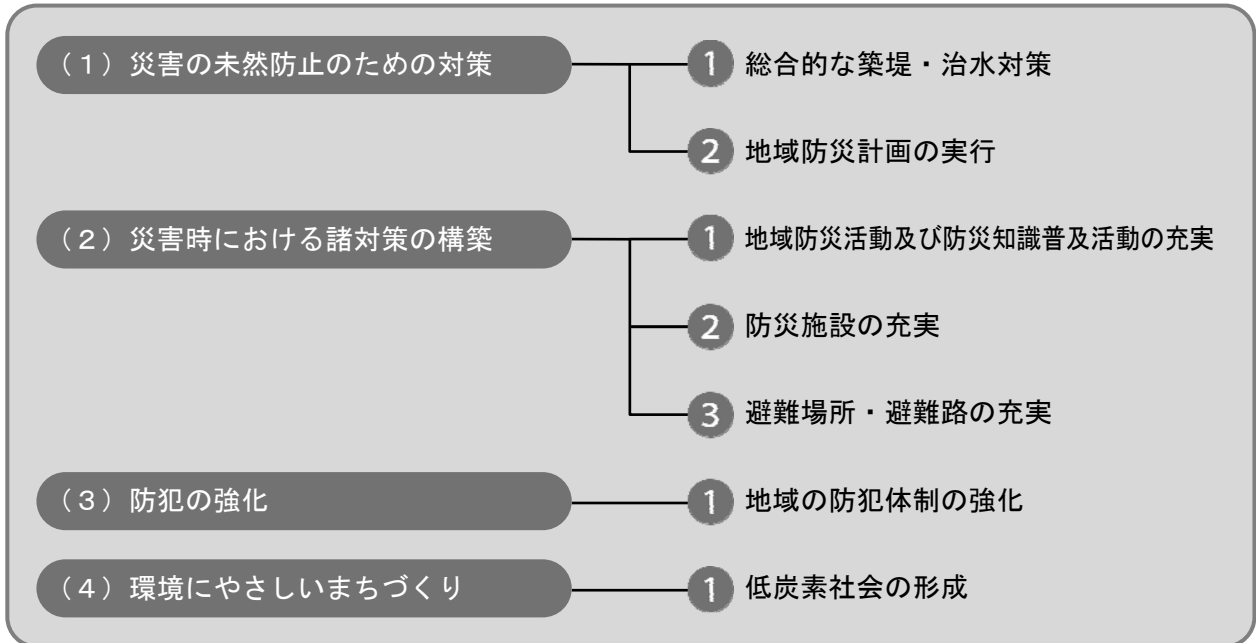 （１）災害の未然防止のための対策
1 総合的な築堤・治水対策
2 地域防災計画の実行
（２）災害時における諸対策の構築
1 地域防災活動及び防災知識普及活動の充実
2 防災施設の充実
3 避難場所・避難路の充実
（３）防犯の強化
1 地域の防犯体制の強化
（４）環境にやさしいまちづくり
1 低炭素社会の形成